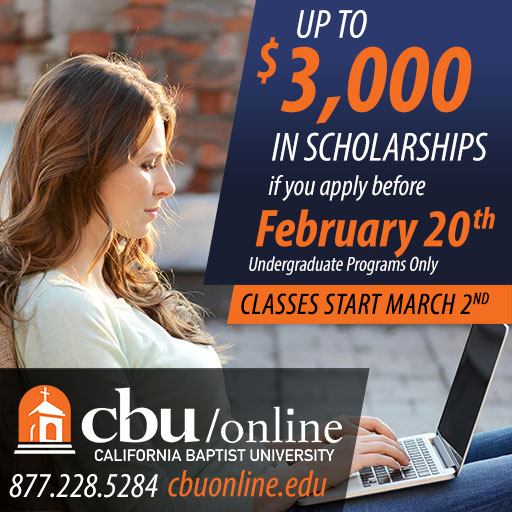 UP TO
$3,000
IN SCHOLARSHIPS
if you apply before
February 20th
Undergraduate Programs Only
CLASSES START MARCH 2ND
cbu/online
CALIFORNIA BAPTIST UNIVERSITY
877.228.5284 cbuonline.edu